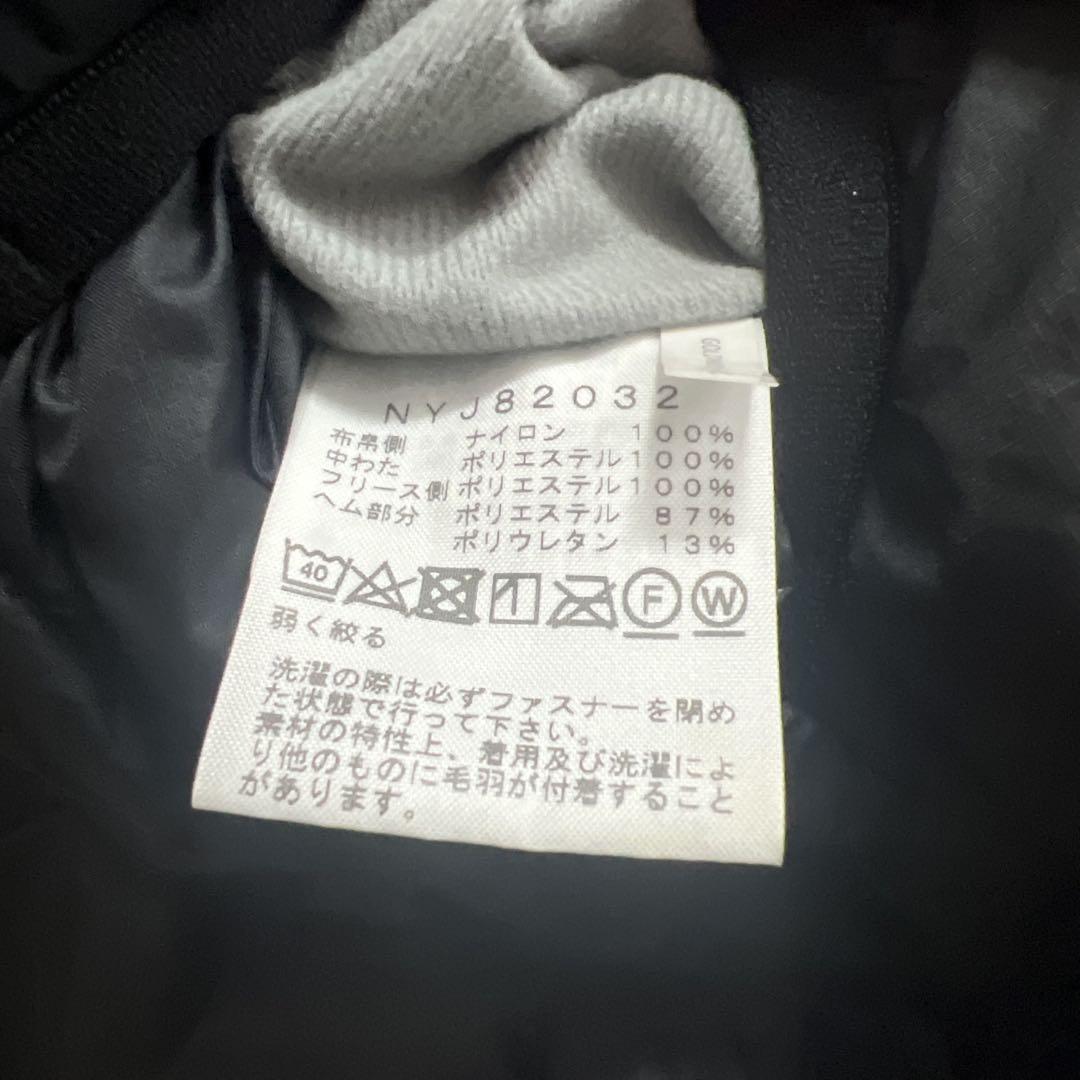 NYJ82032
布帛側 ナイロン 100%
中わた ポリエステル100%
フリース側 ポリエステル100%
ヘム部分 ポリエステル 87%
ポリウレタン 13%
40 F W
弱く絞る
洗濯の際は必ずファスナーを閉め
た状態で行って下さい。
素材の特性上、着用及び洗濯によ
り他のものに毛羽が付着すること
があります。